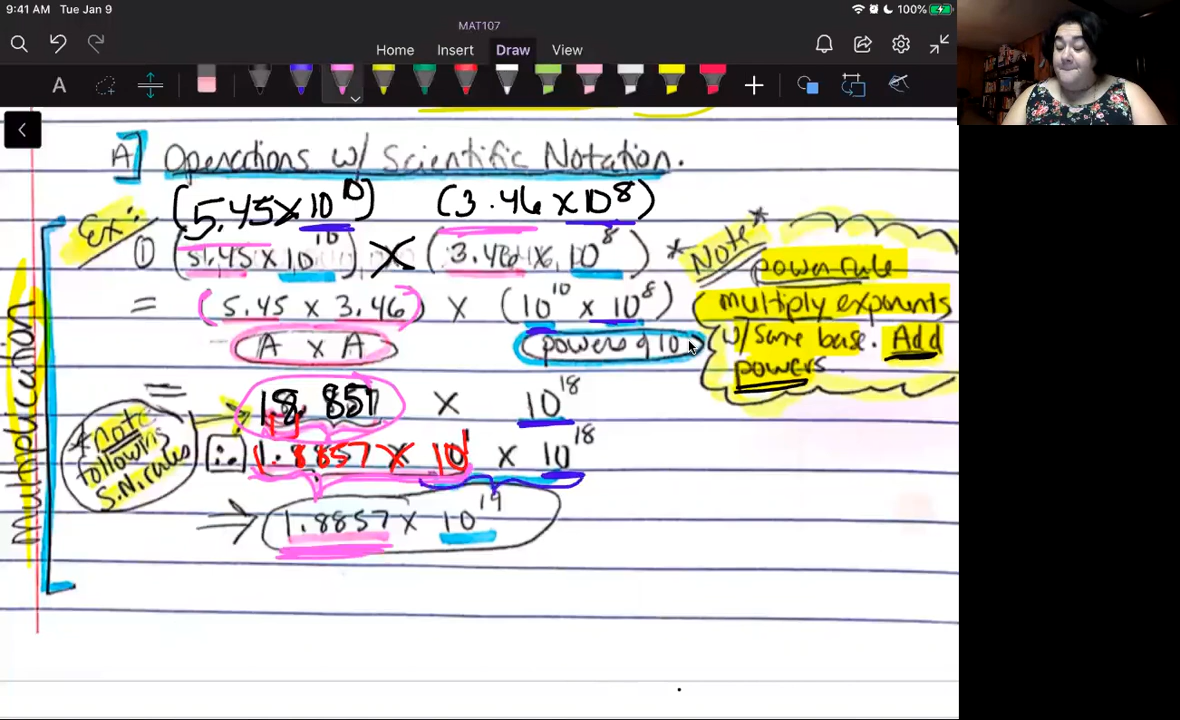 9:41 AM Tue Jan 9
100%
MAT107
Home Insert Draw View
A
A] Operations w/ Scientific Notation.
Ex:
(5.45 x 10^10) (3.46 x 10^8)
① (5.45 x 10^10) X (3.46 x 10^8)
= (5.45 x 3.46) x (10^10 x 10^8)
A x A powers of 10
*Note*
power rule
multiply exponents
w/ same base. Add
powers.
= 18.857 x 10^18
∴ 1.8857 x 10^1 x 10^18
⇒ 1.8857 x 10^19
* note
following
S.N. rules
Multiplication